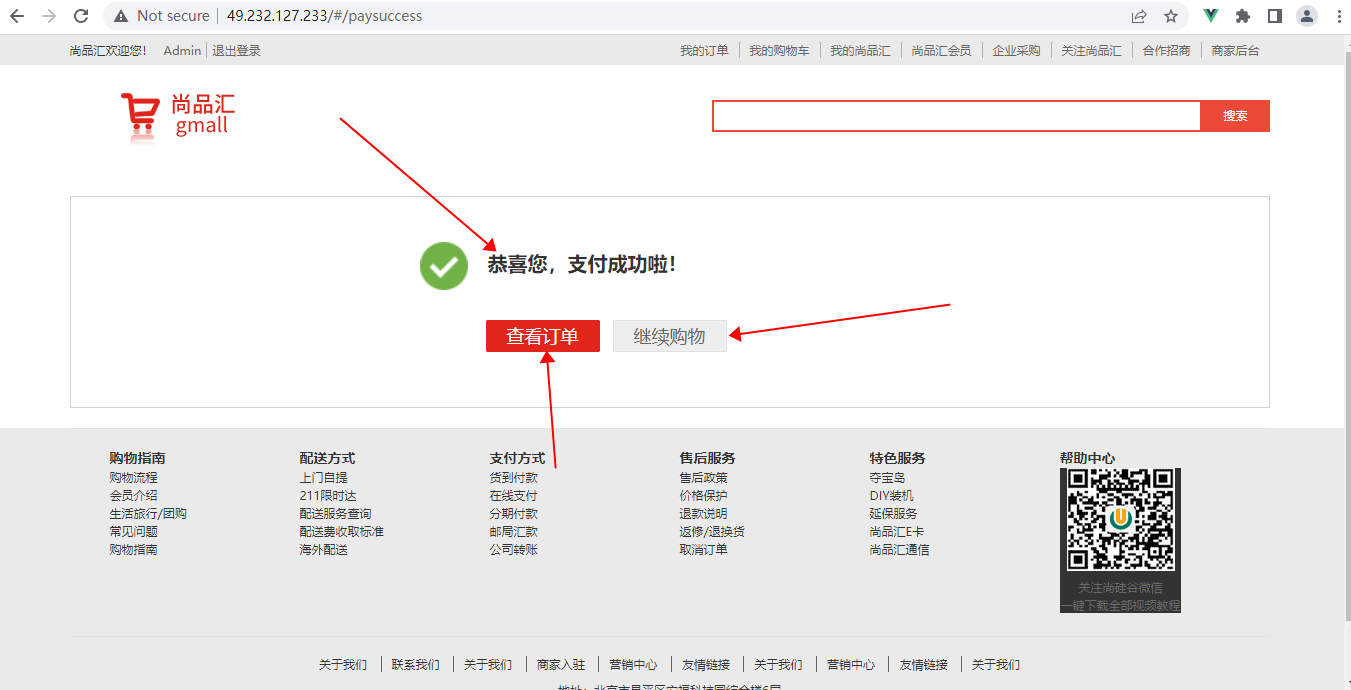 Not secure 49.232.127.233/#/paysuccess
尚品汇欢迎您! Admin 退出登录 我的订单 我的购物车 我的尚品汇 尚品汇会员 企业采购 关注尚品汇 合作招商 商家后台
尚品汇
gmall
搜索
恭喜您，支付成功啦！
查看订单 继续购物
购物指南 配送方式 支付方式 售后服务 特色服务 帮助中心
购物流程 上门自提 货到付款 售后政策 夺宝岛
会员介绍 211限时达 在线支付 价格保护 DIY装机
生活旅行/团购 配送服务查询 分期付款 退款说明 延保服务
常见问题 配送费收取标准 邮局汇款 返修/退换货 尚品汇E卡
购物指南 海外配送 公司转账 取消订单 尚品汇通信
关注尚硅谷微信
一键下载全部视频教程
关于我们 联系我们 关于我们 商家入驻 营销中心 友情链接 关于我们 营销中心 友情链接 关于我们